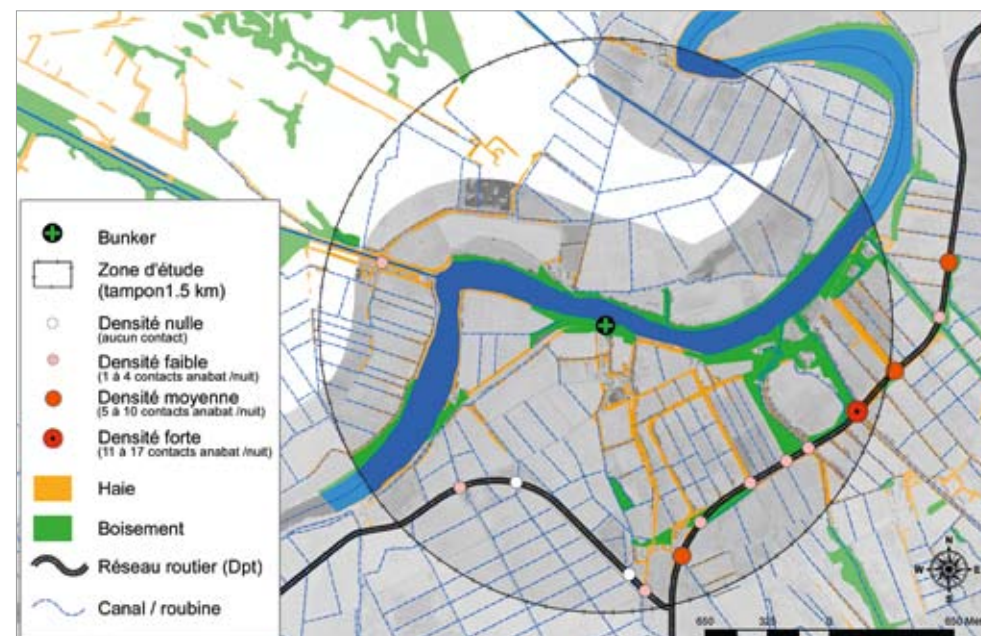 Bunker
Zone d'étude
(tampon1.5 km)
Densité nulle
(aucun contact)
Densité faible
(1 à 4 contacts anabat /nuit)
Densité moyenne
(5 à 10 contacts anabat /nuit)
Densité forte
(11 à 17 contacts anabat /nuit)
Haie
Boisement
Réseau routier (Dpt)
Canal / roubine
N
W E
S
650 325 0 650